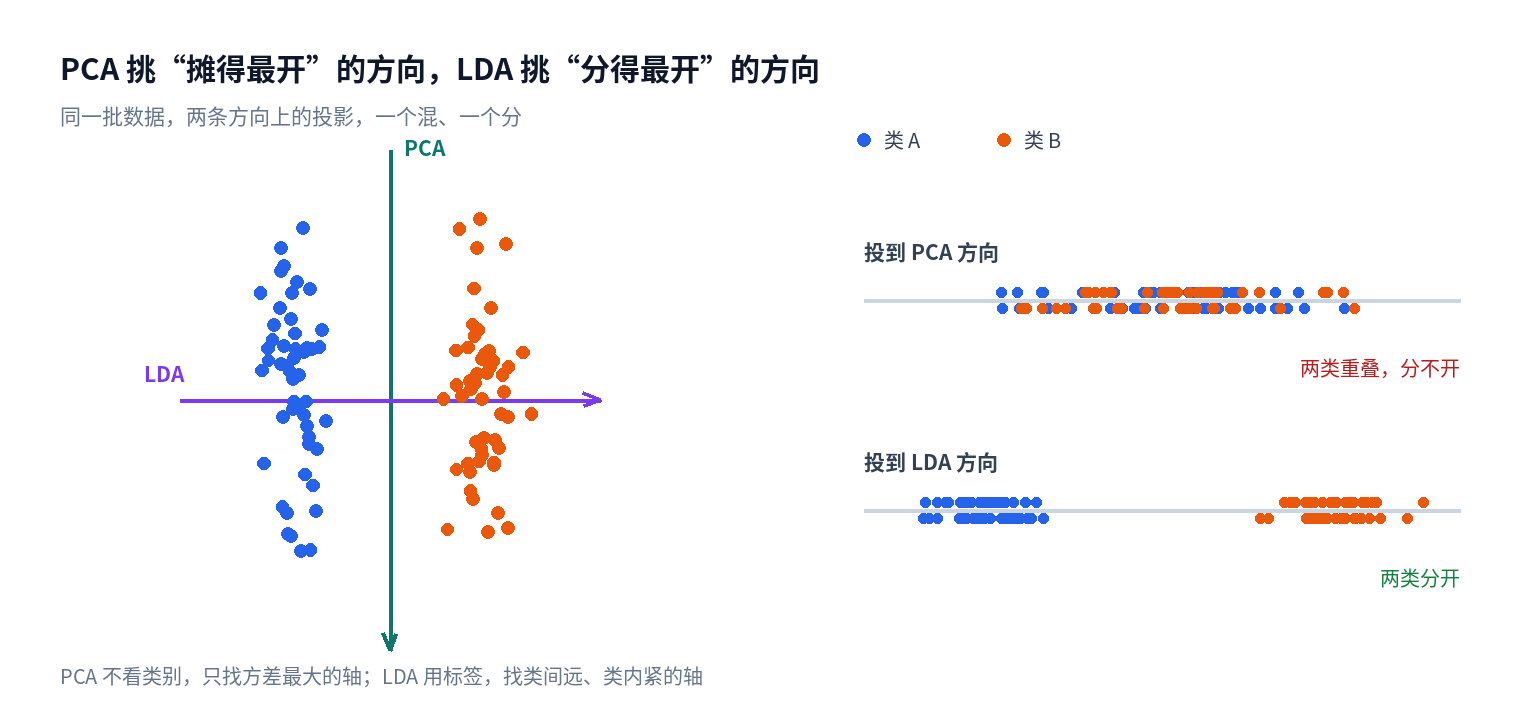 PCA 挑“摊得最开”的方向，LDA 挑“分得最开”的方向
同一批数据，两条方向上的投影，一个混、一个分
PCA
LDA
类 A
类 B
投到 PCA 方向
两类重叠，分不开
投到 LDA 方向
两类分开
PCA 不看类别，只找方差最大的轴；LDA 用标签，找类间远、类内紧的轴